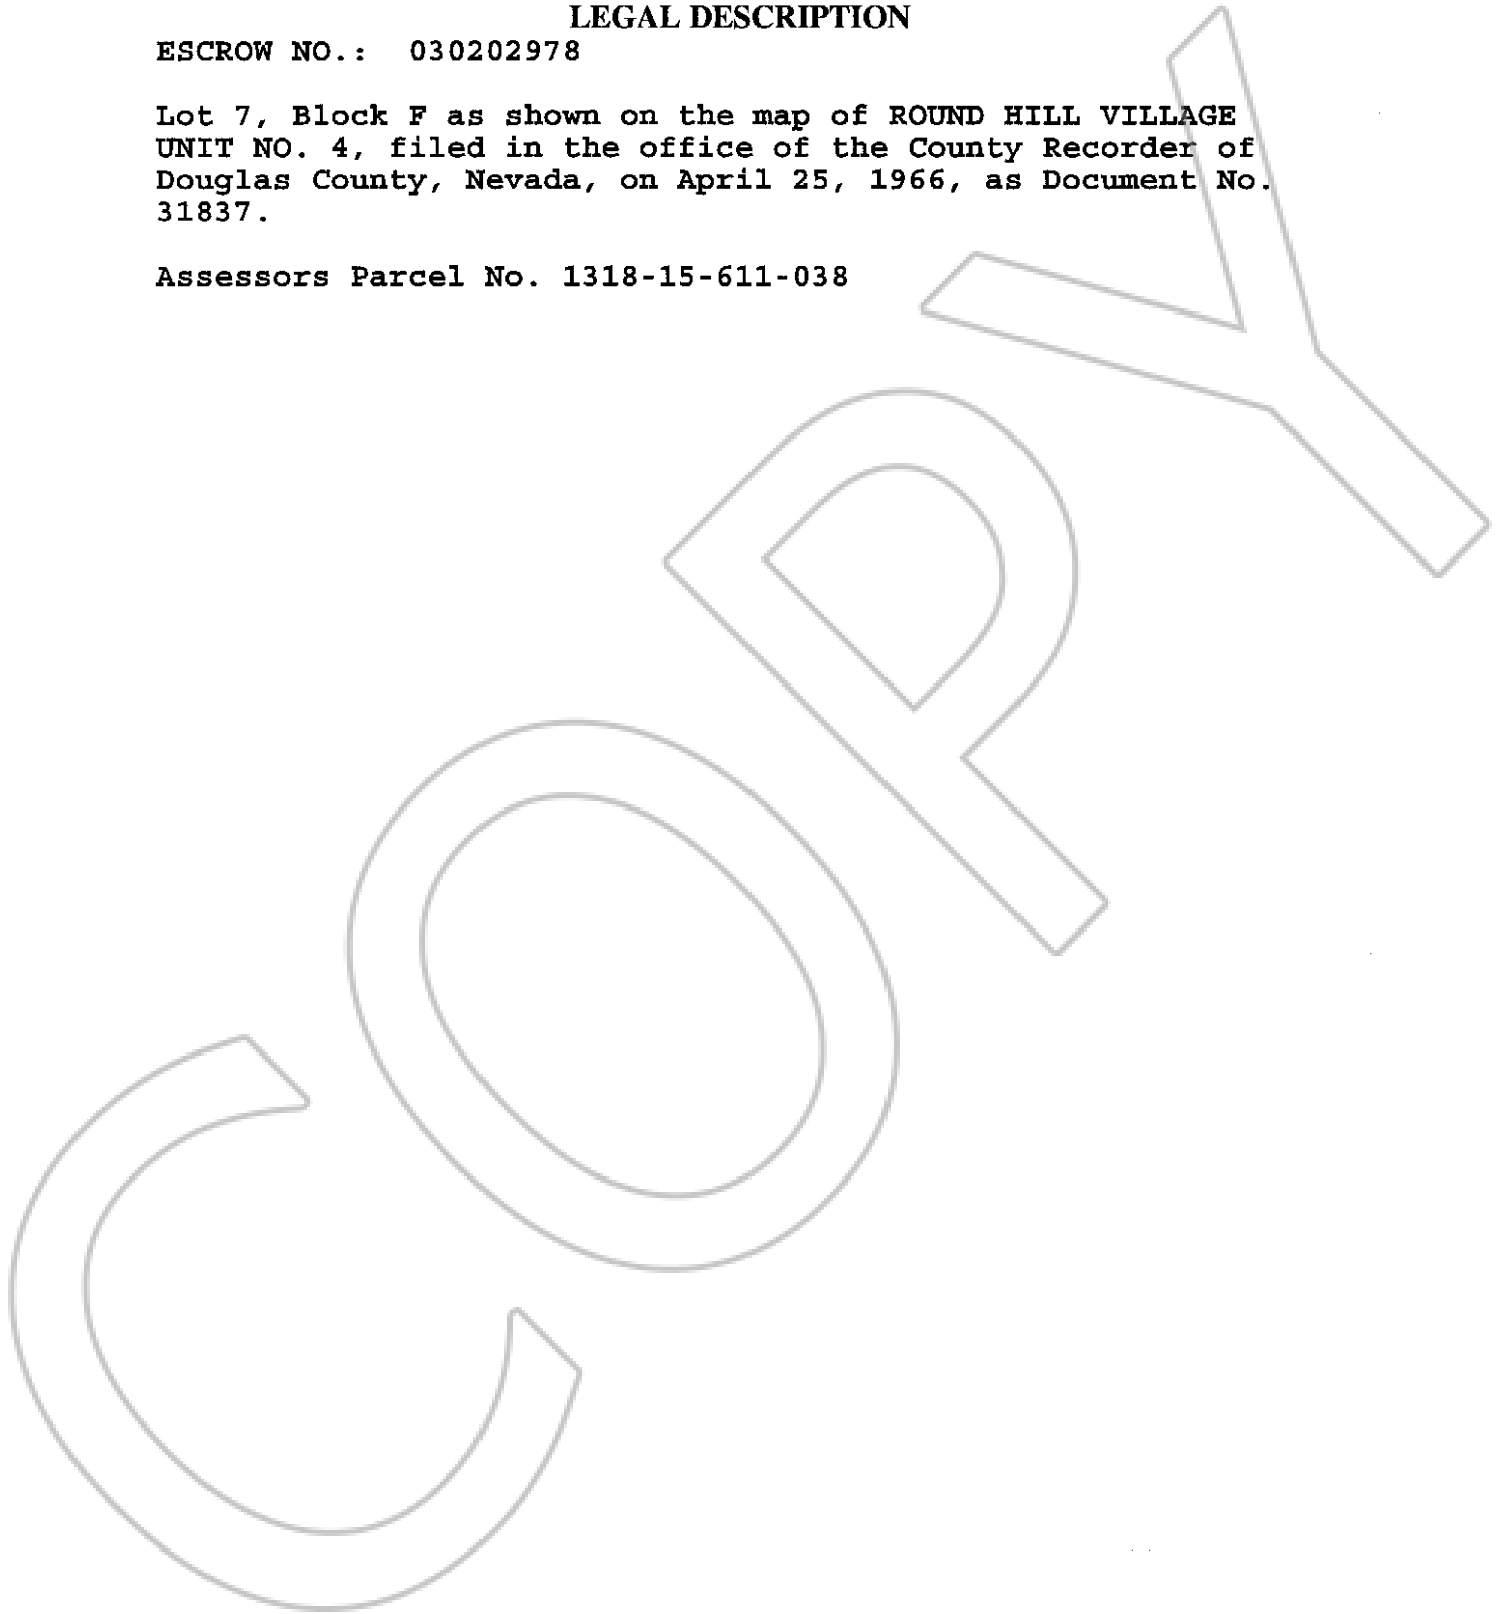 LEGAL DESCRIPTION
ESCROW NO.: 030202978
Lot 7, Block F as shown on the map of ROUND HILL VILLAGE
UNIT NO. 4, filed in the office of the County Recorder of
Douglas County, Nevada, on April 25, 1966, as Document No.
31837.
Assessors Parcel No. 1318-15-611-038
COPY